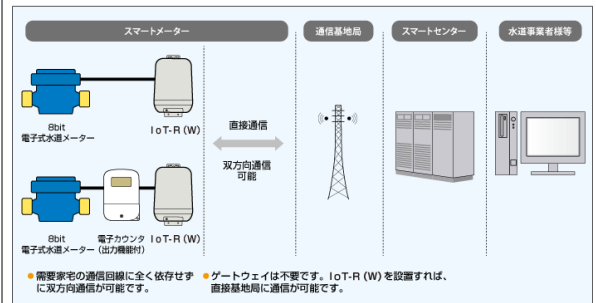 スマートメーター
通信基地局
スマートセンター
水道事業者様等
8bit
電子式水道メーター
IoT-R (W)
直接通信
双方向通信
可能
8bit
電子式水道メーター
電子カウンタ
(出力機能付)
IoT-R (W)
●需要家宅の通信回線に全く依存せず
に双方向通信が可能です。
●ゲートウェイは不要です。IoT-R (W) を設置すれば、
直接基地局に通信が可能です。